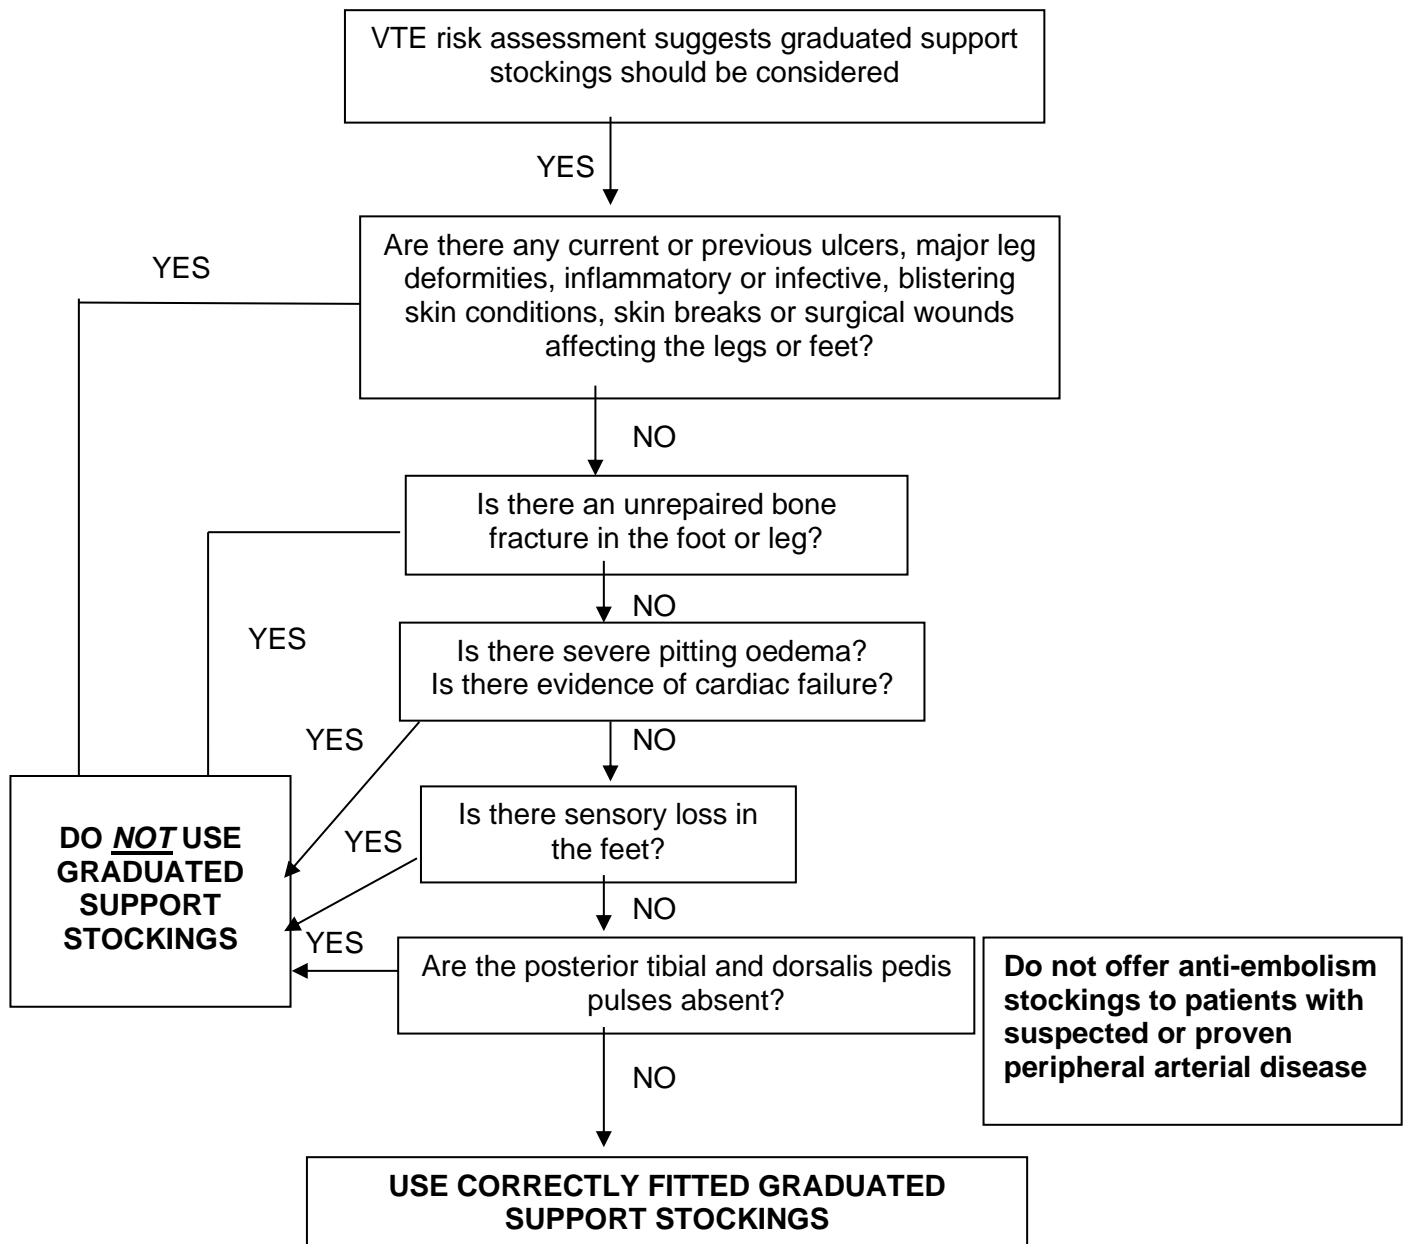 VTE risk assessment suggests graduated support
stockings should be considered
YES
Are there any current or previous ulcers, major leg
deformities, inflammatory or infective, blistering
skin conditions, skin breaks or surgical wounds
affecting the legs or feet?
YES
NO
Is there an unrepaired bone
fracture in the foot or leg?
NO
YES
Is there severe pitting oedema?
Is there evidence of cardiac failure?
YES
NO
Is there sensory loss in
the feet?
YES
NO
DO NOT USE
GRADUATED
SUPPORT
STOCKINGS
YES
Are the posterior tibial and dorsalis pedis
pulses absent?
Do not offer anti-embolism
stockings to patients with
suspected or proven
peripheral arterial disease
NO
USE CORRECTLY FITTED GRADUATED
SUPPORT STOCKINGS